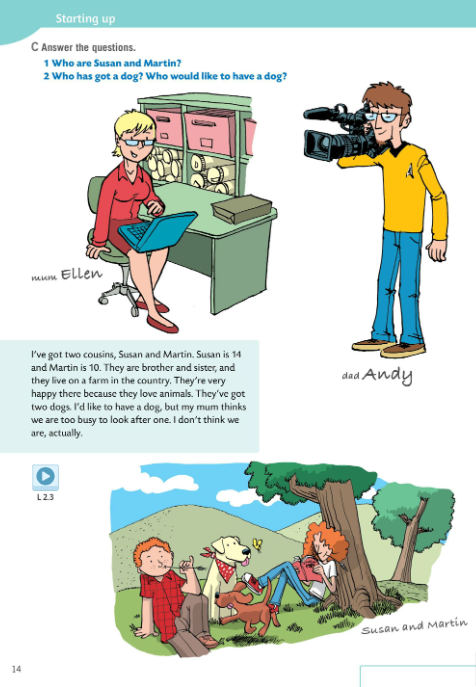 Starting up
C Answer the questions.
1 Who are Susan and Martin?
2 Who has got a dog? Who would like to have a dog?
mum Ellen
dad Andy
I've got two cousins, Susan and Martin. Susan is 14
and Martin is 10. They are brother and sister, and
they live on a farm in the country. They're very
happy there because they love animals. They've got
two dogs. I'd like to have a dog, but my mum thinks
we are too busy to look after one. I don't think we
are, actually.
L 2.3
Susan and Martin
14